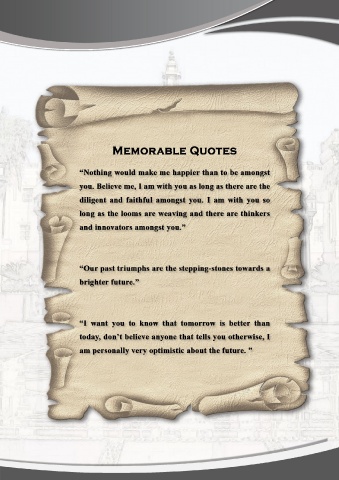 MEMORABLE QUOTES
“Nothing would make me happier than to be amongst
you. Believe me, I am with you as long as there are the
diligent and faithful amongst you. I am with you so
long as the looms are weaving and there are thinkers
and innovators amongst you.”
“Our past triumphs are the stepping-stones towards a
brighter future.”
“I want you to know that tomorrow is better than
today, don’t believe anyone that tells you otherwise, I
am personally very optimistic about the future. ”